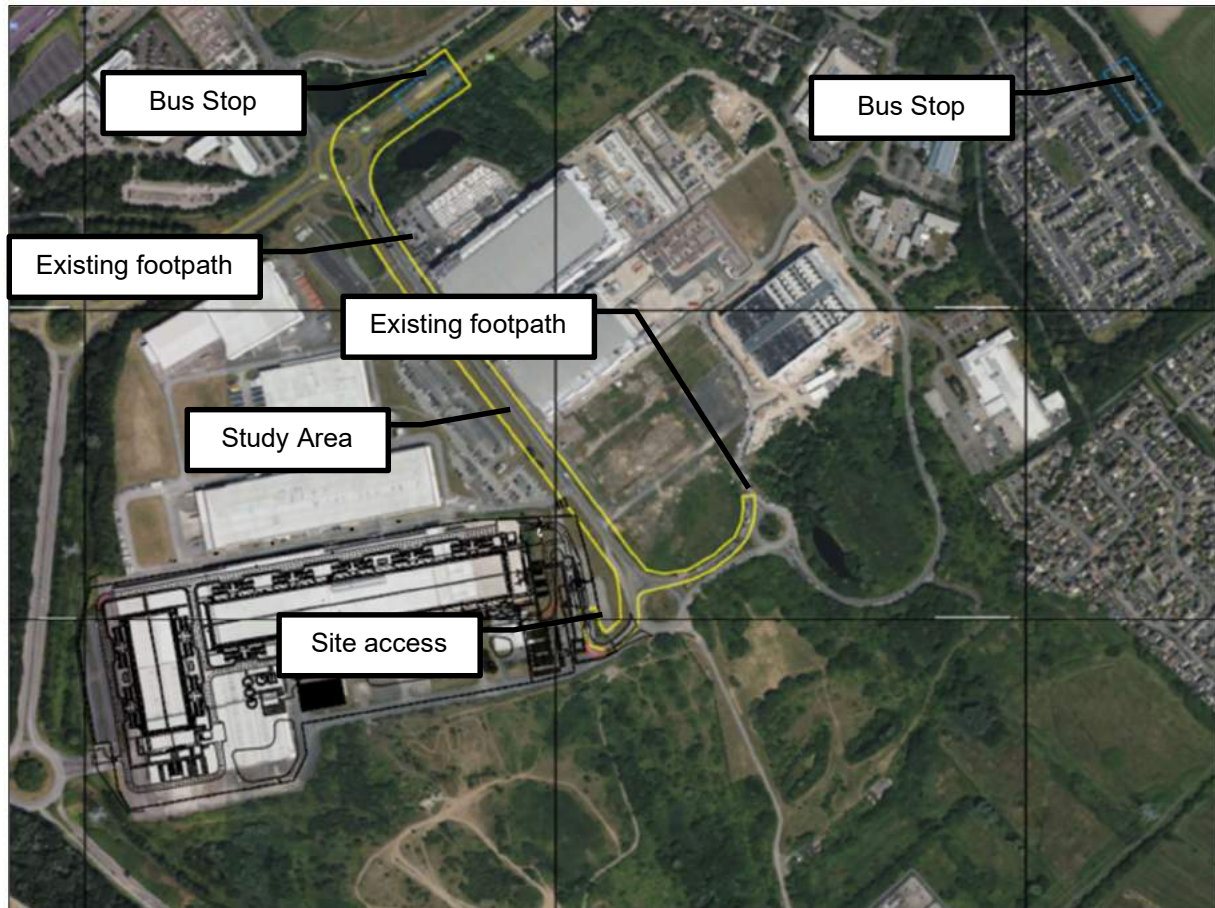 Bus Stop
Bus Stop
Existing footpath
Existing footpath
Study Area
Site access